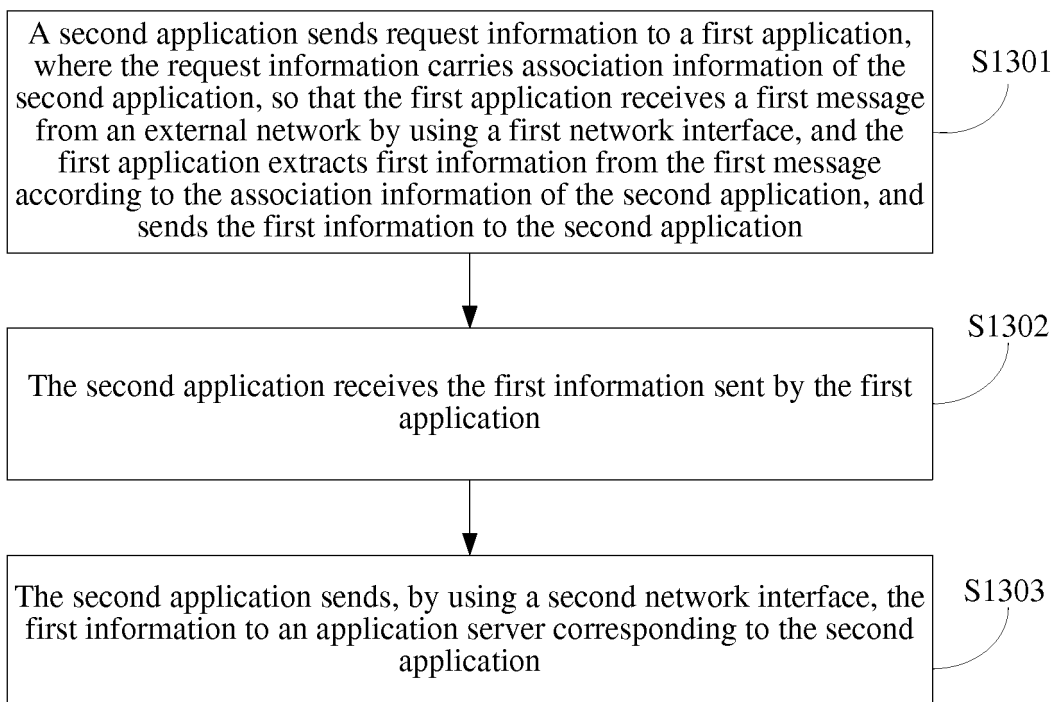 A second application sends request information to a first application,
where the request information carries association information of the
second application, so that the first application receives a first message
from an external network by using a first network interface, and the
first application extracts first information from the first message
according to the association information of the second application, and
sends the first information to the second application
S1301
The second application receives the first information sent by the first
application
S1302
The second application sends, by using a second network interface, the
first information to an application server corresponding to the second
application
S1303